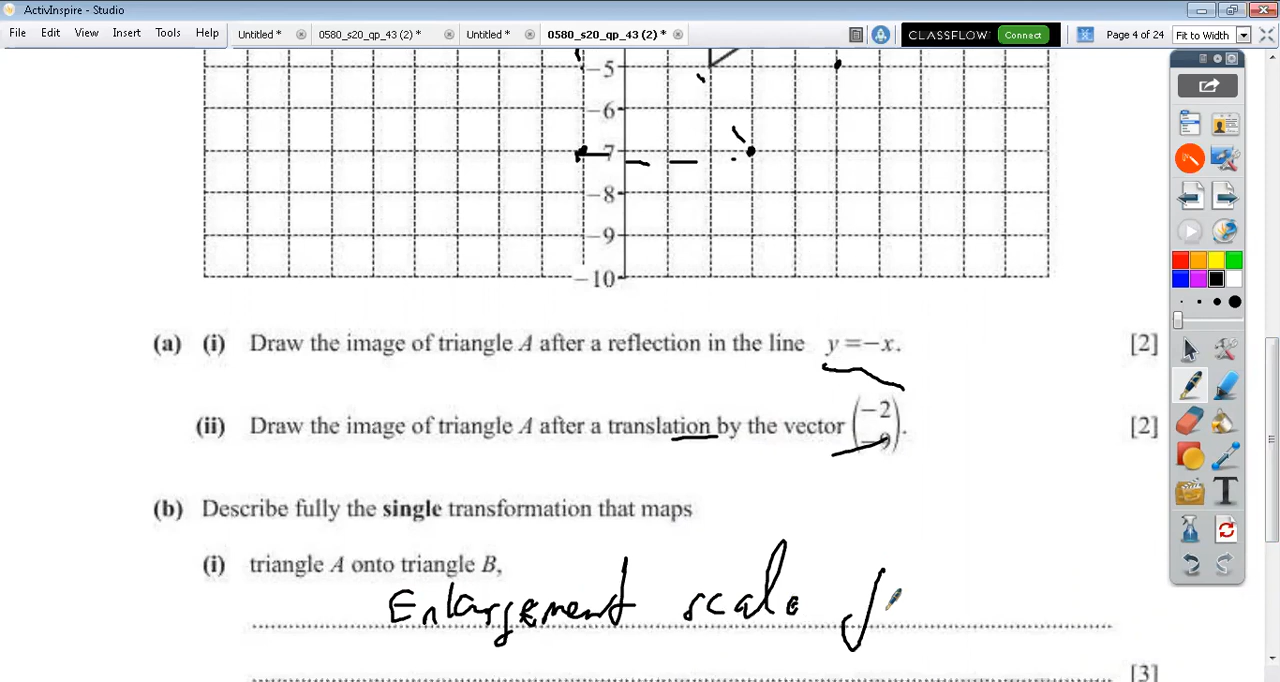 ActivInspire - Studio
File Edit View Insert Tools Help
Untitled * 0580_s20_qp_43 (2) * Untitled * 0580_s20_qp_43 (2) *
CLASSFLOW Connect
Page 4 of 24 Fit to Width
-5
-6
-7
-8
-9
-10
(a) (i) Draw the image of triangle A after a reflection in the line y = -x. [2]
(ii) Draw the image of triangle A after a translation by the vector (-2 -9). [2]
(b) Describe fully the single transformation that maps
(i) triangle A onto triangle B,
Enlargement scale f
[3]